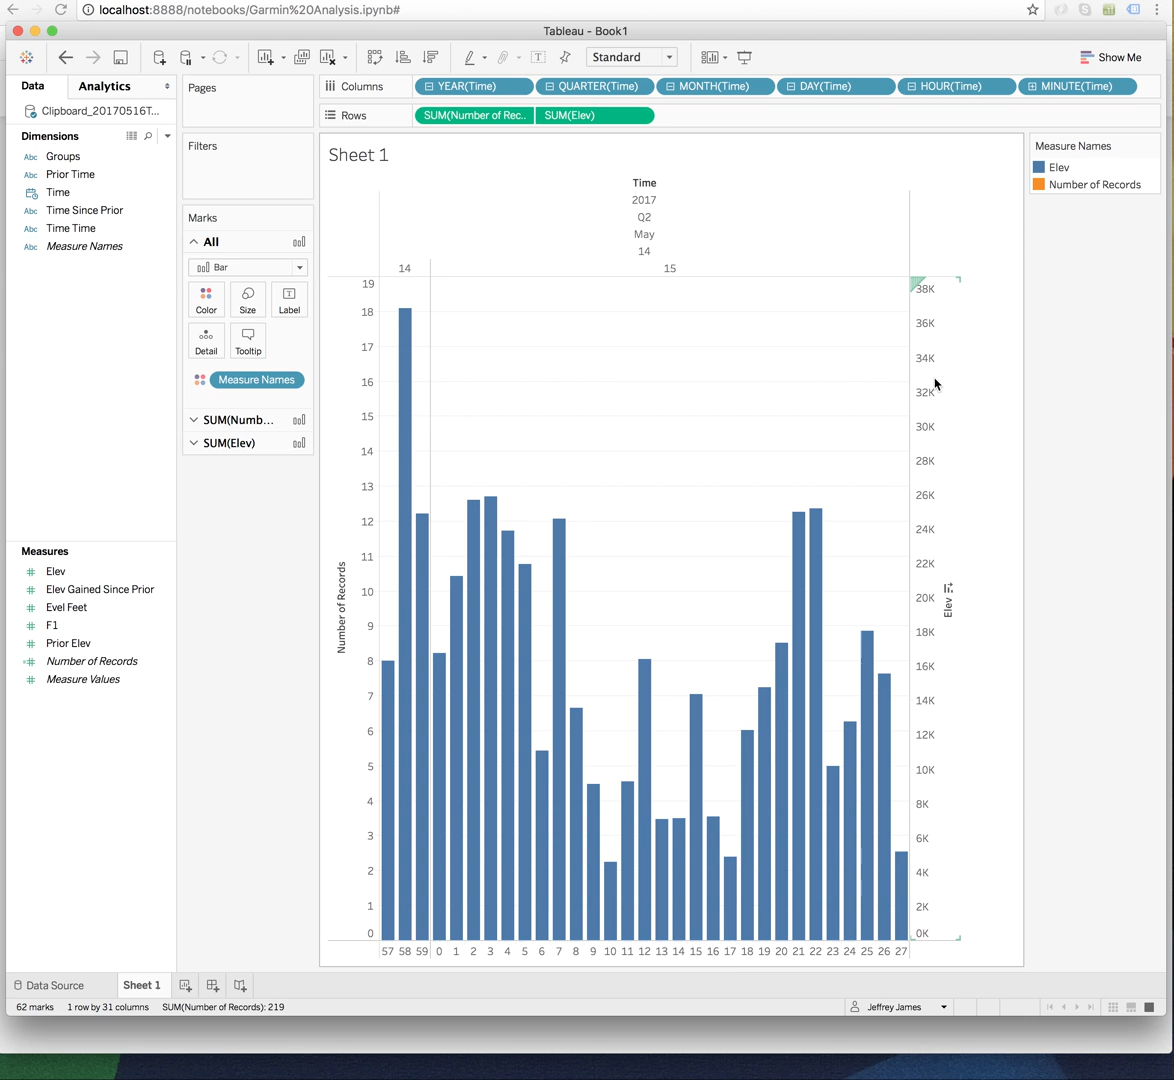 localhost:8888/notebooks/Garmin%20Analysis.ipynb#
Tableau - Book1
Standard
Show Me
Data
Analytics
Clipboard_20170516T...
Dimensions
Abc Groups
Abc Prior Time
Time
Abc Time Since Prior
Abc Time Time
Abc Measure Names
Measures
Elev
Elev Gained Since Prior
Evel Feet
F1
Prior Elev
Number of Records
Measure Values
Pages
Filters
Marks
All
Bar
Color Size Label
Detail Tooltip
Measure Names
SUM(Numb...
SUM(Elev)
Columns YEAR(Time) QUARTER(Time) MONTH(Time) DAY(Time) HOUR(Time) MINUTE(Time)
Rows SUM(Number of Rec.. SUM(Elev)
Sheet 1
Time
2017
Q2
May
14
14 15
19
18
17
16
15
14
13
12
11
10
9
8
7
6
5
4
3
2
1
0
Number of Records
38K
36K
34K
32K
30K
28K
26K
24K
22K
20K
18K
16K
14K
12K
10K
8K
6K
4K
2K
0K
Elev
57 58 59 0 1 2 3 4 5 6 7 8 9 10 11 12 13 14 15 16 17 18 19 20 21 22 23 24 25 26 27
Measure Names
Elev
Number of Records
Data Source
Sheet 1
62 marks 1 row by 31 columns SUM(Number of Records): 219
Jeffrey James